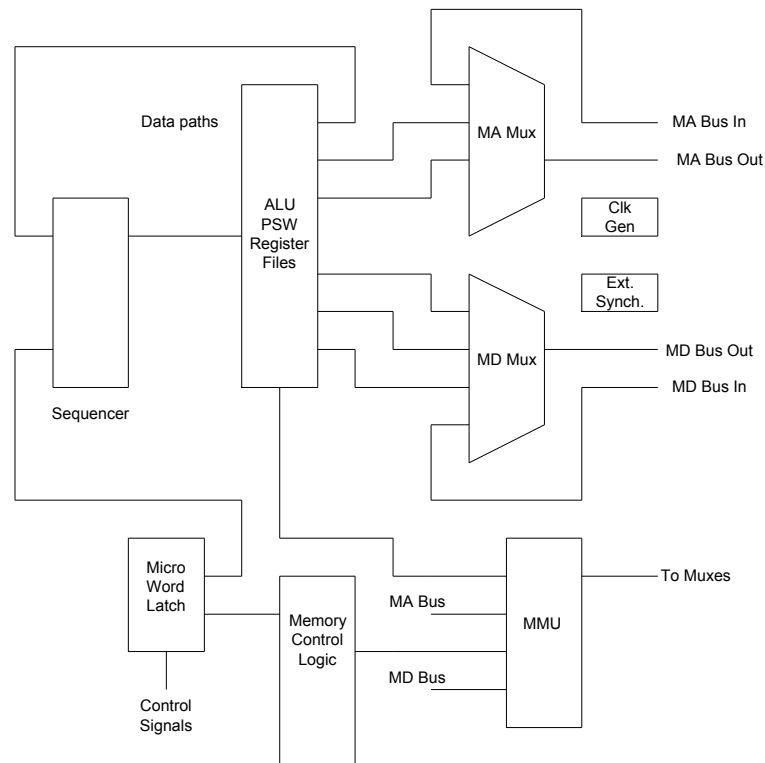 Data paths
MA Mux
MA Bus In
MA Bus Out
ALU
PSW
Register
Files
Clk
Gen
Ext.
Synch.
MD Mux
MD Bus Out
MD Bus In
Sequencer
Micro
Word
Latch
Memory
Control
Logic
MA Bus
MMU
To Muxes
MD Bus
Control
Signals